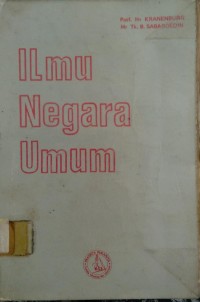 Prof. Mr. KRANENBURG
Mr. Tk. B. SABAROEDIN
ILmu
Negara
Umum